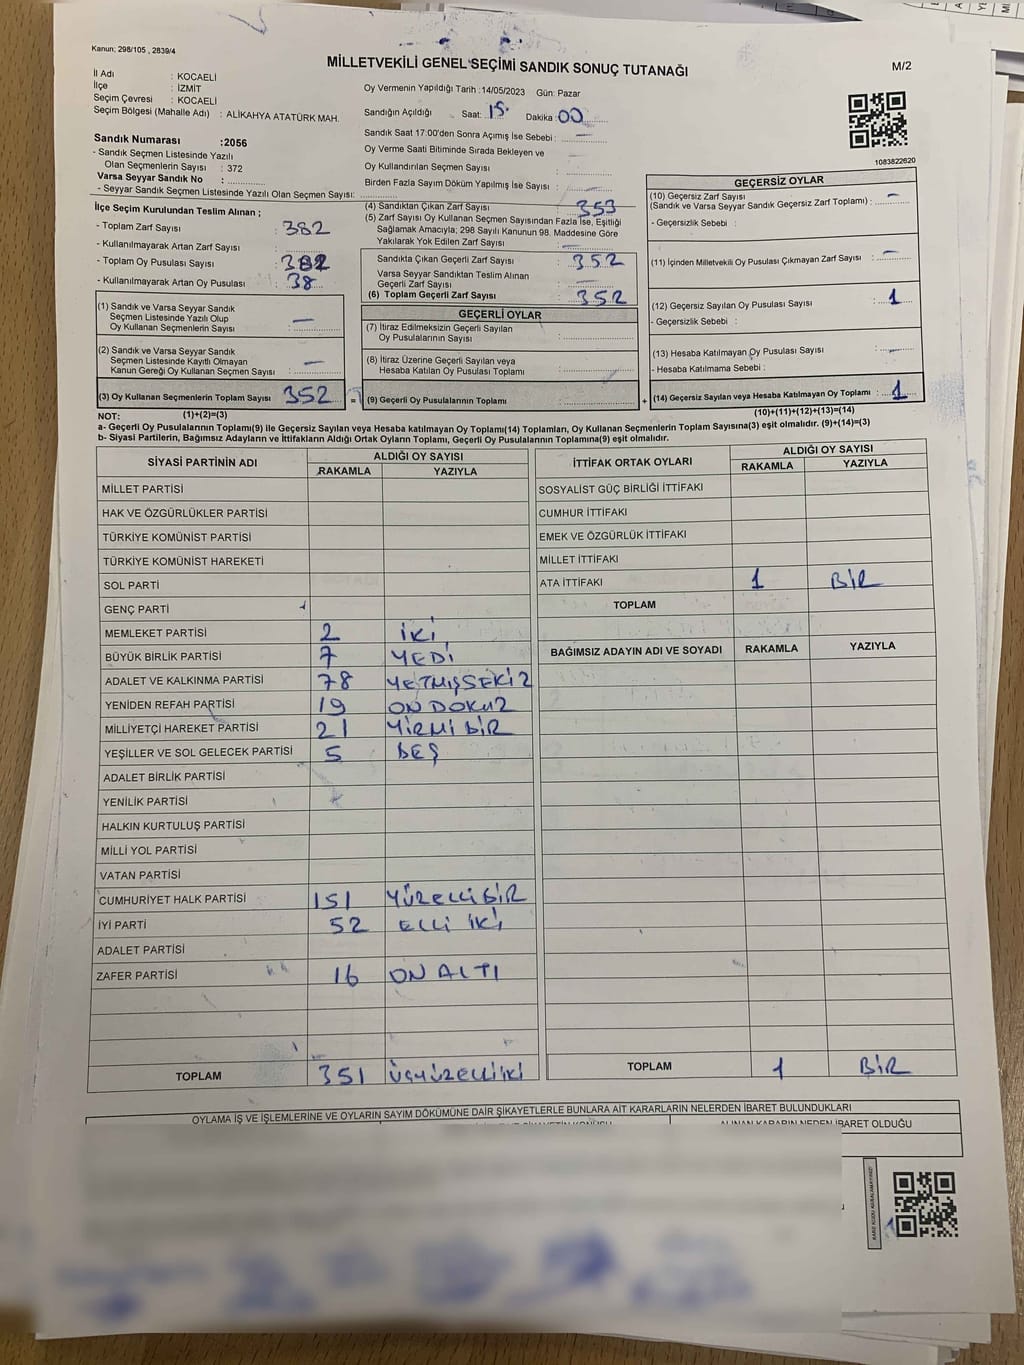 Kanun; 298/105 , 2839/4
MİLLETVEKİLİ GENEL SEÇİMİ SANDIK SONUÇ TUTANAĞI
M/2
İl Adı : KOCAELİ
İlçe : İZMİT
Seçim Çevresi : KOCAELİ
Seçim Bölgesi (Mahalle Adı) : ALİKAHYA ATATÜRK MAH.
Sandık Numarası :2056
- Sandık Seçmen Listesinde Yazılı
Olan Seçmenlerin Sayısı : 372
Varsa Seyyar Sandık No :
- Seyyar Sandık Seçmen Listesinde Yazılı Olan Seçmen Sayısı:
İlçe Seçim Kurulundan Teslim Alınan ;
- Toplam Zarf Sayısı : 382
- Kullanılmayarak Artan Zarf Sayısı :
- Toplam Oy Pusulası Sayısı : 382
- Kullanılmayarak Artan Oy Pusulası : 38
(1) Sandık ve Varsa Seyyar Sandık
Seçmen Listesinde Yazılı Olup
Oy Kullanan Seçmenlerin Sayısı : —
(2) Sandık ve Varsa Seyyar Sandık
Seçmen Listesinde Kayıtlı Olmayan
Kanun Gereği Oy Kullanan Seçmen Sayısı : —
(3) Oy Kullanan Seçmenlerin Toplam Sayısı 352 =
Oy Vermenin Yapıldığı Tarih :14/05/2023 Gün: Pazar
Sandığın Açıldığı Saat: 15. Dakika: 00
Sandık Saat 17:00'den Sonra Açımış İse Sebebi : —
Oy Verme Saati Bitiminde Sırada Bekleyen ve
Oy Kullandırılan Seçmen Sayısı :
Birden Fazla Sayım Döküm Yapılmış İse Sayısı : —
(4) Sandıktan Çıkan Zarf Sayısı : 353
(5) Zarf Sayısı Oy Kullanan Seçmen Sayısından Fazla İse, Eşitliği
Sağlamak Amacıyla; 298 Sayılı Kanunun 98. Maddesine Göre
Yakılarak Yok Edilen Zarf Sayısı : —
Sandıkta Çıkan Geçerli Zarf Sayısı : 352
Varsa Seyyar Sandıktan Teslim Alınan
Geçerli Zarf Sayısı : —
(6) Toplam Geçerli Zarf Sayısı : 352
GEÇERLİ OYLAR
(7) İtiraz Edilmeksizin Geçerli Sayılan
Oy Pusulalarının Sayısı :
(8) İtiraz Üzerine Geçerli Sayılan veya
Hesaba Katılan Oy Pusulası Toplamı :
(9) Geçerli Oy Pusulalarının Toplamı : +
1083822620
GEÇERSİZ OYLAR
(10) Geçersiz Zarf Sayısı
(Sandık ve Varsa Seyyar Sandık Geçersiz Zarf Toplamı) : —
- Geçersizlik Sebebi :
(11) İçinden Milletvekili Oy Pusulası Çıkmayan Zarf Sayısı : —
(12) Geçersiz Sayılan Oy Pusulası Sayısı : 1
- Geçersizlik Sebebi :
(13) Hesaba Katılmayan Oy Pusulası Sayısı : —
- Hesaba Katılmama Sebebi :
(14) Geçersiz Sayılan veya Hesaba Katılmayan Oy Toplamı : 1
NOT: (1)+(2)=(3)
(10)+(11)+(12)+(13)=(14)
a- Geçerli Oy Pusulalarının Toplamı(9) ile Geçersiz Sayılan veya Hesaba katılmayan Oy Toplamı(14) Toplamları, Oy Kullanan Seçmenlerin Toplam Sayısına(3) eşit olmalıdır. (9)+(14)=(3)
b- Siyasi Partilerin, Bağımsız Adayların ve İttifakların Aldığı Ortak Oyların Toplamı, Geçerli Oy Pusulalarının Toplamına(9) eşit olmalıdır.
SİYASİ PARTİNİN ADI
ALDIĞI OY SAYISI
RAKAMLA YAZIYLA
MİLLET PARTİSİ
HAK VE ÖZGÜRLÜKLER PARTİSİ
TÜRKİYE KOMÜNİST PARTİSİ
TÜRKİYE KOMÜNİST HAREKETİ
SOL PARTİ
GENÇ PARTİ
MEMLEKET PARTİSİ 2 İKİ
BÜYÜK BİRLİK PARTİSİ 7 YEDİ
ADALET VE KALKINMA PARTİSİ 78 YETMİŞSEKİZ
YENİDEN REFAH PARTİSİ 19 ON DOKUZ
MİLLİYETÇİ HAREKET PARTİSİ 21 YİRMİ BİR
YEŞİLLER VE SOL GELECEK PARTİSİ 5 BEŞ
ADALET BİRLİK PARTİSİ
YENİLİK PARTİSİ
HALKIN KURTULUŞ PARTİSİ
MİLLİ YOL PARTİSİ
VATAN PARTİSİ
CUMHURİYET HALK PARTİSİ 151 YÜZELLİBİR
İYİ PARTİ 52 ELLİ İKİ
ADALET PARTİSİ
ZAFER PARTİSİ 16 ON ALTI
TOPLAM 351 ÜÇYÜZELLİİKİ
İTTİFAK ORTAK OYLARI
ALDIĞI OY SAYISI
RAKAMLA YAZIYLA
SOSYALİST GÜÇ BİRLİĞİ İTTİFAKI
CUMHUR İTTİFAKI
EMEK VE ÖZGÜRLÜK İTTİFAKI
MİLLET İTTİFAKI
ATA İTTİFAKI 1 BİR
TOPLAM
BAĞIMSIZ ADAYIN ADI VE SOYADI RAKAMLA YAZIYLA
TOPLAM 1 BİR
OYLAMA İŞ VE İŞLEMLERİNE VE OYLARIN SAYIM DÖKÜMÜNE DAİR ŞİKAYETLERLE BUNLARA AİT KARARLARIN NELERDEN İBARET BULUNDUKLARI
ALINAN KARARIN NEDEN İBARET OLDUĞU